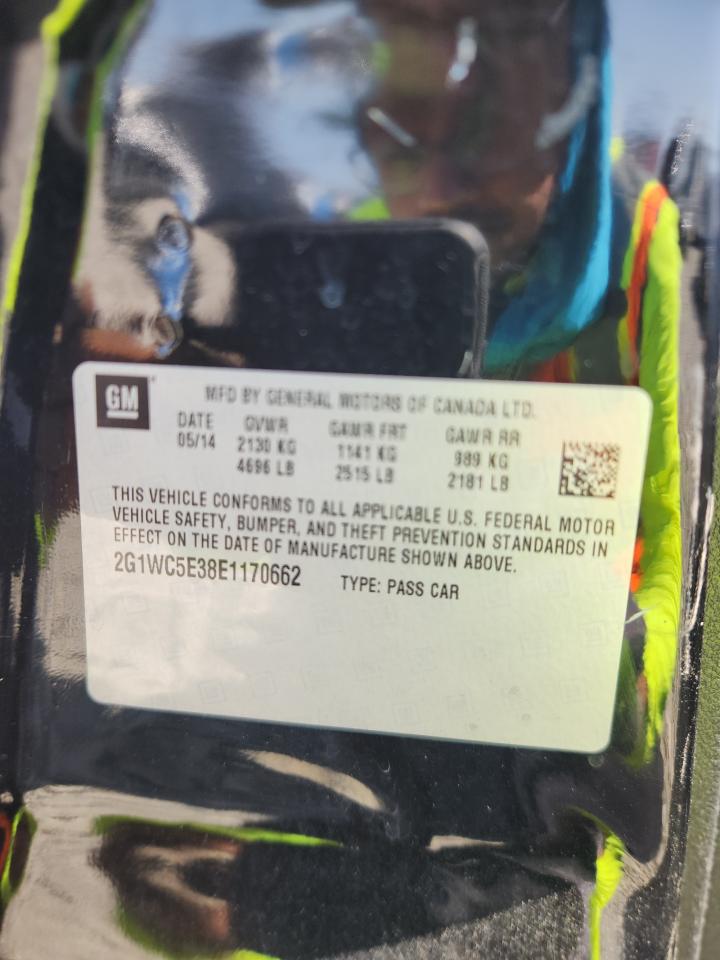 GM
MFD BY GENERAL MOTORS OF CANADA LTD.
DATE GVWR GAWR FRT GAWR RR
05/14 2130 KG 1141 KG 989 KG
4696 LB 2515 LB 2181 LB
THIS VEHICLE CONFORMS TO ALL APPLICABLE U.S. FEDERAL MOTOR
VEHICLE SAFETY, BUMPER, AND THEFT PREVENTION STANDARDS IN
EFFECT ON THE DATE OF MANUFACTURE SHOWN ABOVE.
2G1WC5E38E1170662 TYPE: PASS CAR